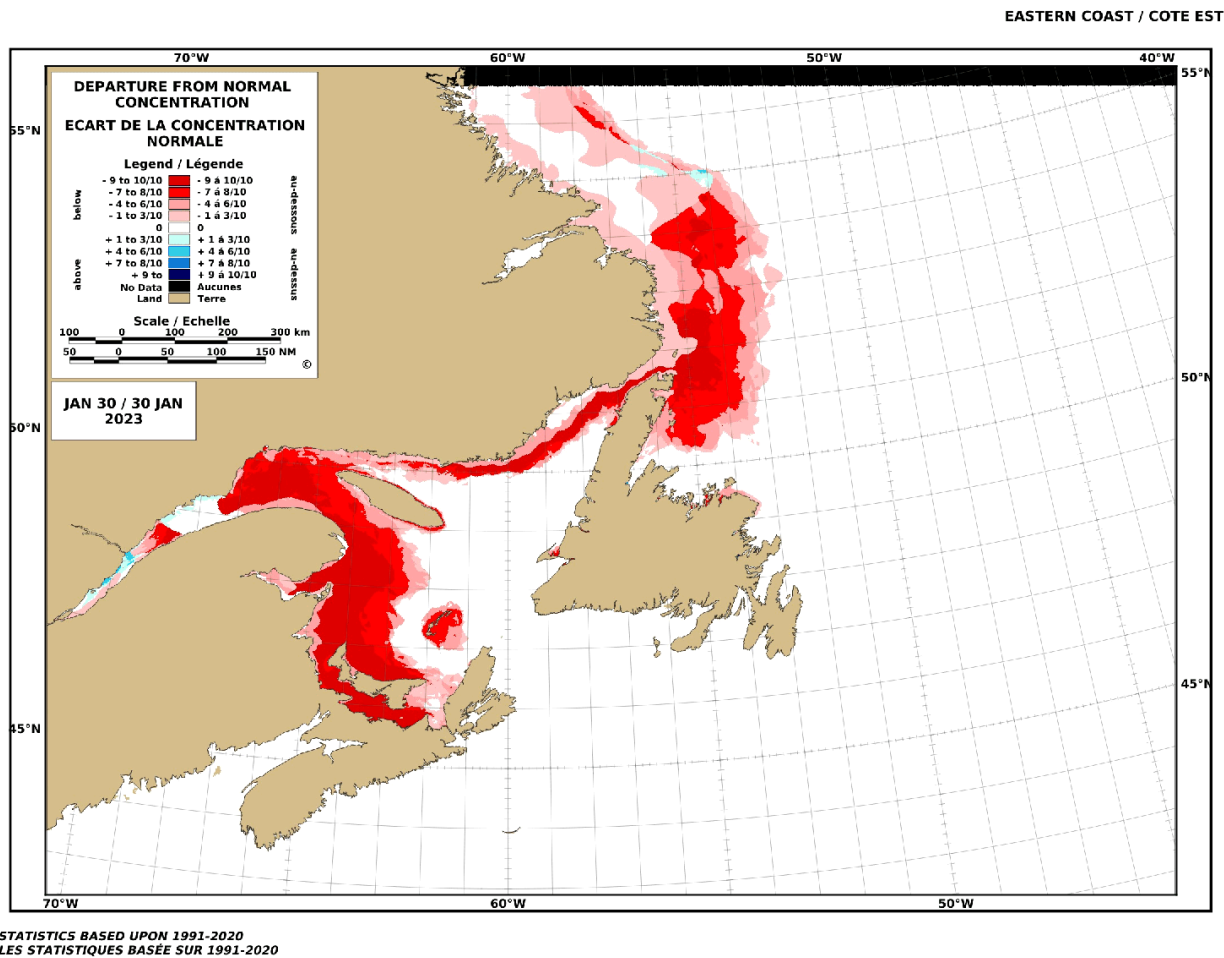 EASTERN COAST / COTE EST
70°W 60°W 50°W 40°W
DEPARTURE FROM NORMAL
CONCENTRATION
ECART DE LA CONCENTRATION
NORMALE
Legend / Légende
below
above
- 9 to 10/10 - 9 á 10/10
- 7 to 8/10 - 7 á 8/10
- 4 to 6/10 - 4 á 6/10
- 1 to 3/10 - 1 á 3/10
0 0
+ 1 to 3/10 + 1 á 3/10
+ 4 to 6/10 + 4 á 6/10
+ 7 to 8/10 + 7 á 8/10
+ 9 to + 9 á 10/10
No Data Aucunes
Land Terre
au-dessous
au-dessus
Scale / Echelle
100 0 100 200 300 km
50 0 50 100 150 NM
©
JAN 30 / 30 JAN
2023
55°N
55°N
50°N
50°N
45°N
45°N
70°W 60°W 50°W
STATISTICS BASED UPON 1991-2020
LES STATISTIQUES BASÉE SUR 1991-2020